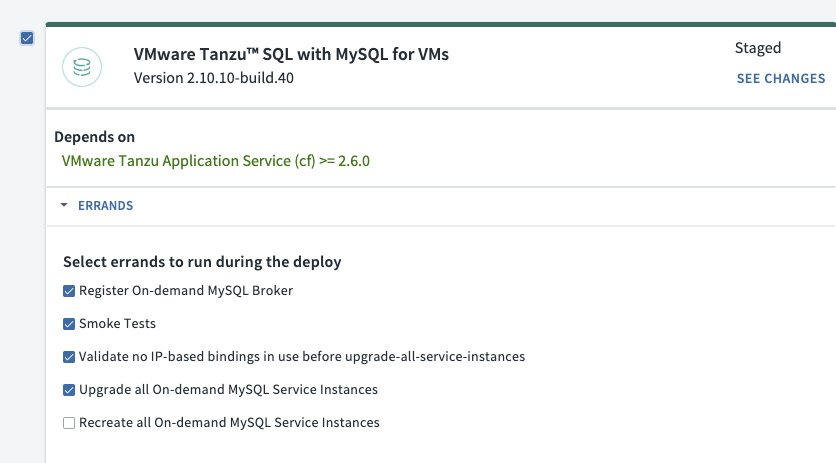 VMware Tanzu™ SQL with MySQL for VMs
Version 2.10.10-build.40
Staged
SEE CHANGES
Depends on
VMware Tanzu Application Service (cf) >= 2.6.0
ERRANDS
Select errands to run during the deploy
Register On-demand MySQL Broker
Smoke Tests
Validate no IP-based bindings in use before upgrade-all-service-instances
Upgrade all On-demand MySQL Service Instances
Recreate all On-demand MySQL Service Instances